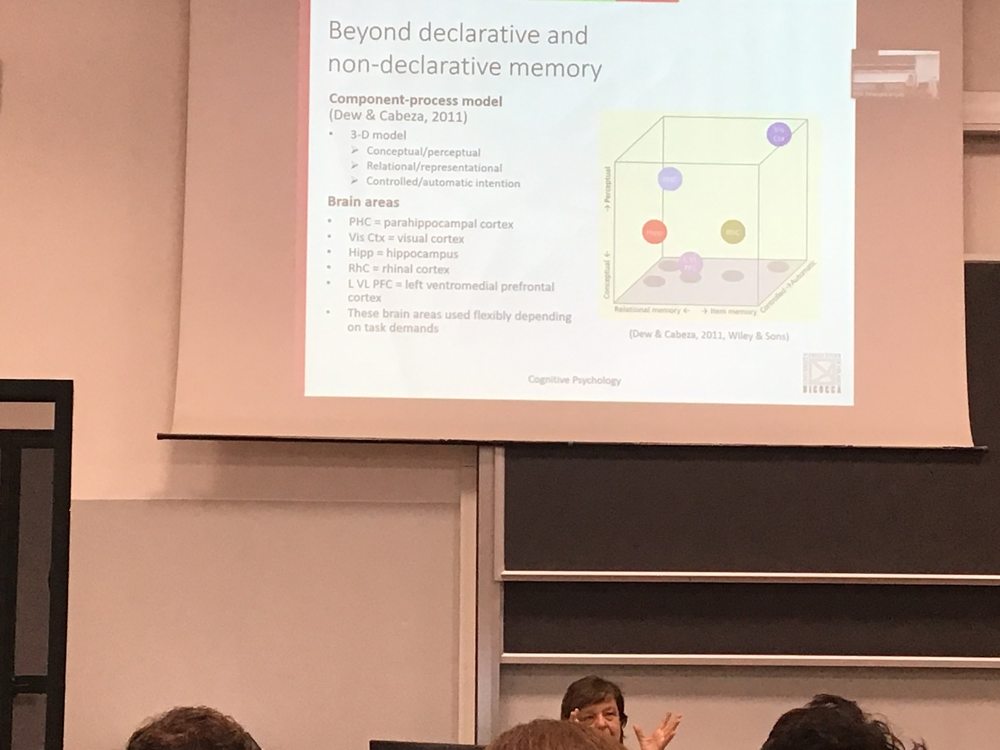 Beyond declarative and
non-declarative memory
Component-process model
(Dew & Cabeza, 2011)
• 3-D model
➢ Conceptual/perceptual
➢ Relational/representational
➢ Controlled/automatic intention
Brain areas
• PHC = parahippocampal cortex
• Vis Ctx = visual cortex
• Hipp = hippocampus
• RhC = rhinal cortex
• L VL PFC = left ventromedial prefrontal
cortex
• These brain areas used flexibly depending
on task demands
Vis
Ctx
PHC
Hipp
RhC
L VL
PFC
→ Perceptual
Conceptual ←
Relational memory ← → Item memory
Controlled → Automatic
(Dew & Cabeza, 2011, Wiley & Sons)
Cognitive Psychology
BICOCCA